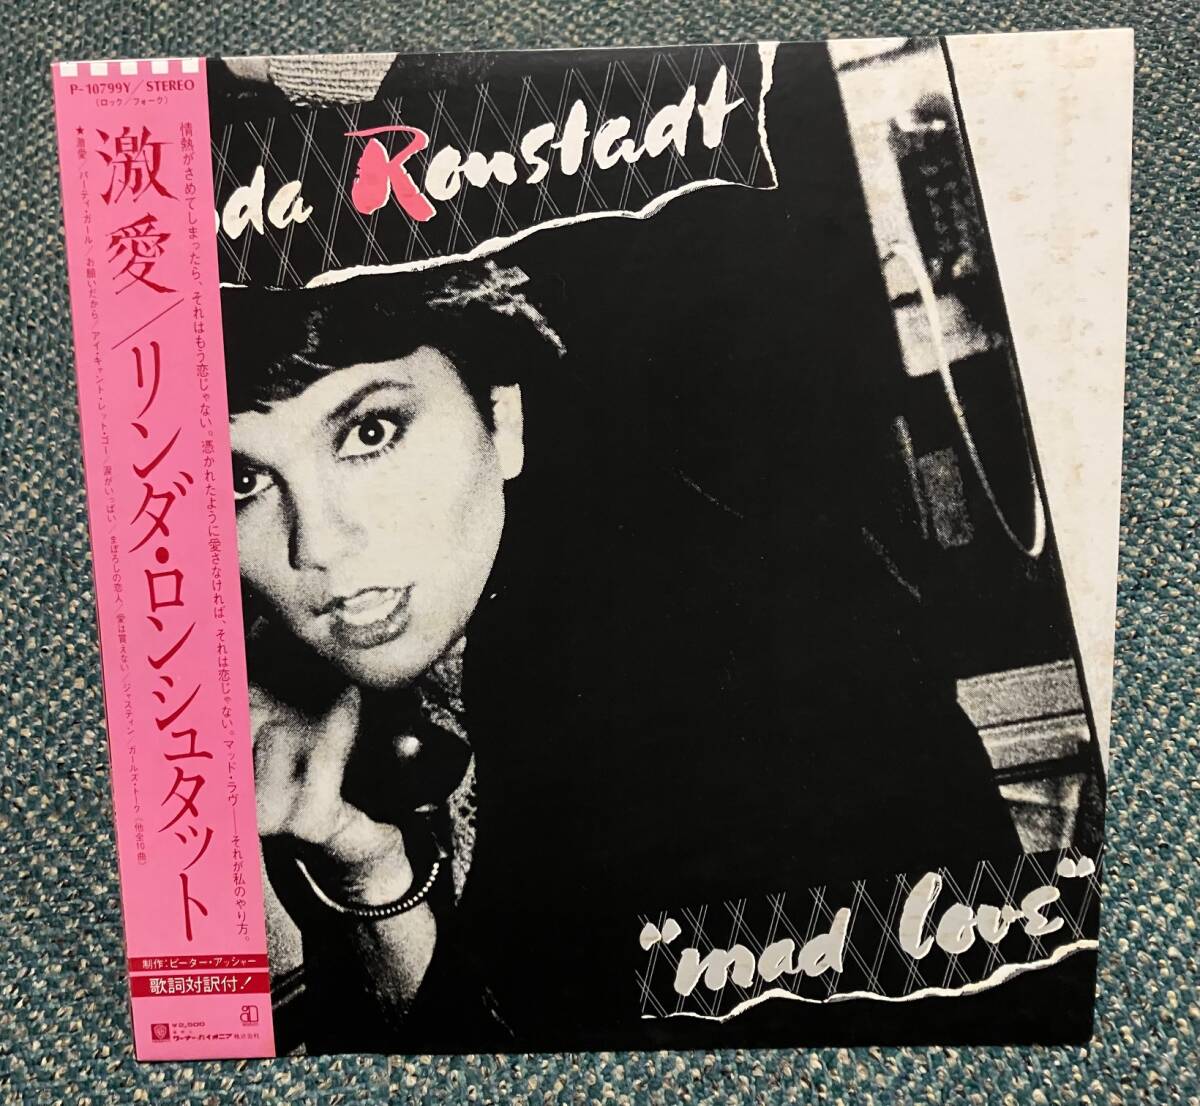 P-10799Y/STEREO
(ロック/フォーク)
情熱がさめてしまったら、それはもう恋じゃない。憑かれたように愛さなければ、それは恋じゃない。マッド・ラヴ──それが私のやり方。
激愛/リンダ・ロンシュタット
★激愛/パーティ・ガール/お願いだから/アイ・キャント・レット・ゴー/涙がいっぱい/まぼろしの恋人/愛は買えない/ジャスティン/ガールズ・トーク(他全10曲)
制作:ピーター・アッシャー
歌詞対訳付!
¥2,500
ワーナー・パイオニア株式会社
da Ronstadt
"mad love"